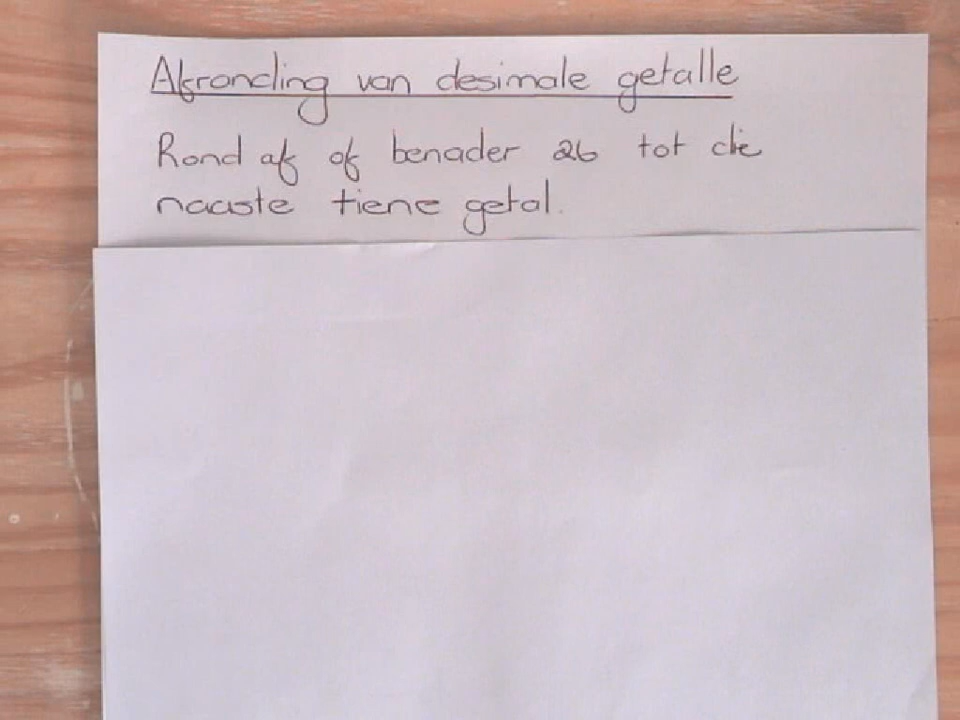 Afronding van desimale getalle
Rond af of benader 26 tot die
naaste tiene getal.